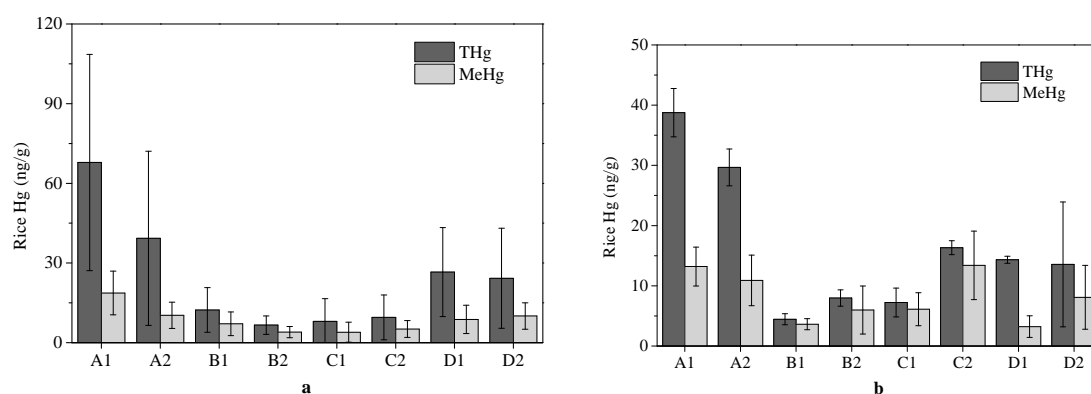 120
90
60
30
0
Rice Hg (ng/g)
THg
MeHg
A1 A2 B1 B2 C1 C2 D1 D2
a
50
40
30
20
10
0
Rice Hg (ng/g)
THg
MeHg
A1 A2 B1 B2 C1 C2 D1 D2
b